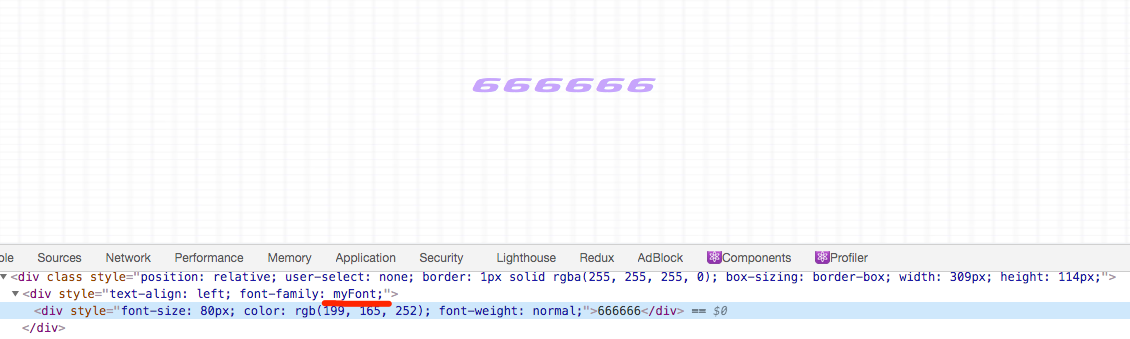 666666
ole Sources Network Performance Memory Application Security Lighthouse Redux AdBlock Components Profiler
<div class style="position: relative; user-select: none; border: 1px solid rgba(255, 255, 255, 0); box-sizing: border-box; width: 309px; height: 114px;">
<div style="text-align: left; font-family: myFont;">
<div style="font-size: 80px; color: rgb(199, 165, 252); font-weight: normal;">666666</div> == $0
</div>